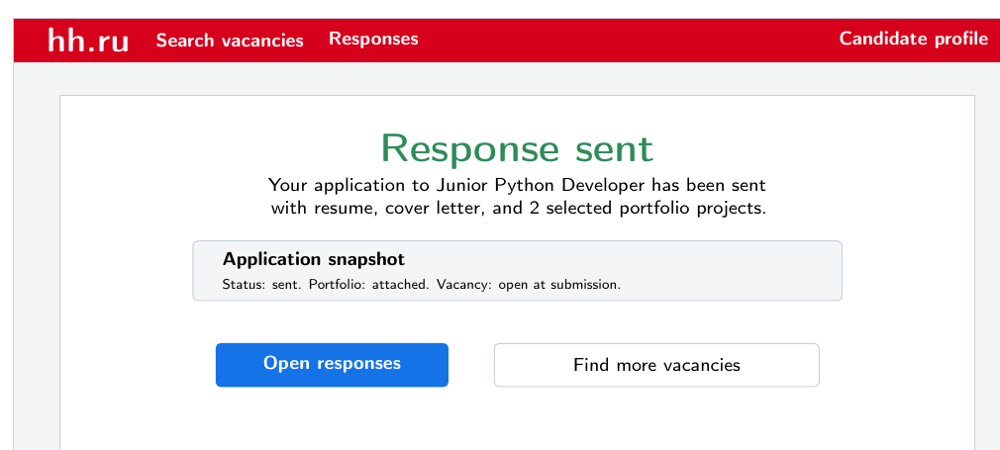 hh.ru Search vacancies Responses Candidate profile
Response sent
Your application to Junior Python Developer has been sent
with resume, cover letter, and 2 selected portfolio projects.
Application snapshot
Status: sent. Portfolio: attached. Vacancy: open at submission.
Open responses Find more vacancies